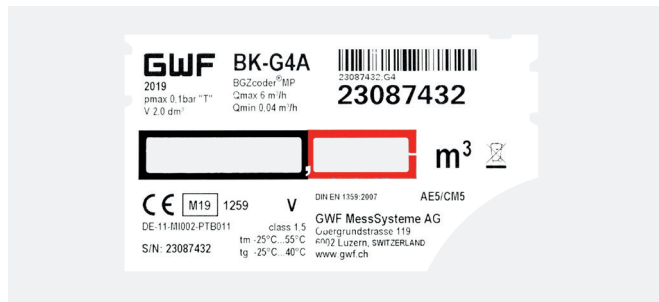 GWF
2019
pmax 0,1bar "T"
V 2.0 dm³
BK-G4A
BGZcoder®MP
Qmax 6 m³/h
Qmin 0,04 m³/h
23087432,G4
23087432
, m³
CE M19 1259 V
DE-11-MI002-PTB011
S/N: 23087432
class 1,5
tm -25°C...55°C
tg -25°C...40°C
DIN EN 1359:2007
AE5/CM5
GWF MessSysteme AG
Obergrundstrasse 119
6002 Luzern, SWITZERLAND
www.gwf.ch